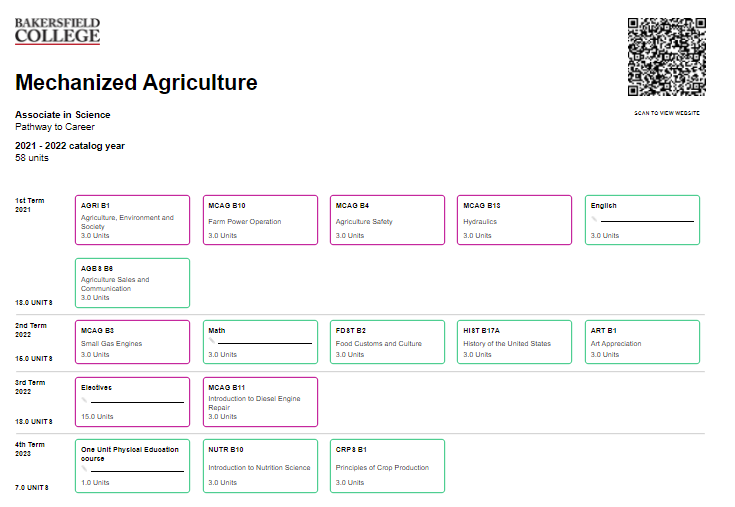 BAKERSFIELD
COLLEGE
SCAN TO VIEW WEBSITE
Mechanized Agriculture
Associate in Science
Pathway to Career
2021 - 2022 catalog year
58 units
1st Term
2021
18.0 UNITS
AGRI B1
Agriculture, Environment and
Society
3.0 Units
MCAG B10
Farm Power Operation
3.0 Units
MCAG B4
Agriculture Safety
3.0 Units
MCAG B13
Hydraulics
3.0 Units
English
3.0 Units
AGBS B6
Agriculture Sales and
Communication
3.0 Units
2nd Term
2022
15.0 UNITS
MCAG B3
Small Gas Engines
3.0 Units
Math
3.0 Units
FDST B2
Food Customs and Culture
3.0 Units
HIST B17A
History of the United States
3.0 Units
ART B1
Art Appreciation
3.0 Units
3rd Term
2022
18.0 UNITS
Electives
15.0 Units
MCAG B11
Introduction to Diesel Engine
Repair
3.0 Units
4th Term
2023
7.0 UNITS
One Unit Physical Education
course
1.0 Units
NUTR B10
Introduction to Nutrition Science
3.0 Units
CRPS B1
Principles of Crop Production
3.0 Units